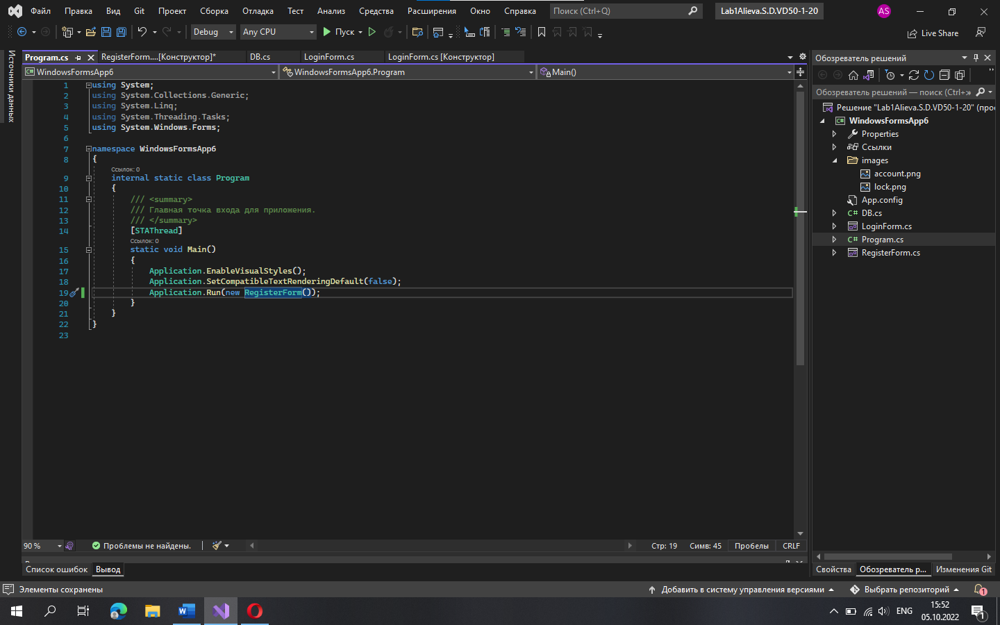 Файл Правка Вид Git Проект Сборка Отладка Тест Анализ Средства Расширения Окно Справка Поиск (Ctrl+Q) Lab1Alieva.S.D.VD50-1-20 AS
Debug Any CPU Пуск Live Share
Источники данных
Program.cs RegisterForm....[Конструктор]* DB.cs LoginForm.cs LoginForm.cs [Конструктор]
WindowsFormsApp6 WindowsFormsApp6.Program Main()
1 using System;
2 using System.Collections.Generic;
3 using System.Linq;
4 using System.Threading.Tasks;
5 using System.Windows.Forms;
6
7 namespace WindowsFormsApp6
8 {
Ссылок: 0
9 internal static class Program
10 {
11 /// <summary>
12 /// Главная точка входа для приложения.
13 /// </summary>
14 [STAThread]
Ссылок: 0
15 static void Main()
16 {
17 Application.EnableVisualStyles();
18 Application.SetCompatibleTextRenderingDefault(false);
19 Application.Run(new RegisterForm());
20 }
21 }
22 }
23
90 % Проблемы не найдены. Стр: 19 Симв: 45 Пробелы CRLF
Список ошибок Вывод
Обозреватель решений
Обозреватель решений — поиск (Ctrl+ж
Решение "Lab1Alieva.S.D.VD50-1-20" (прое
C# WindowsFormsApp6
Properties
Ссылки
images
account.png
lock.png
App.config
C# DB.cs
LoginForm.cs
C# Program.cs
RegisterForm.cs
Свойства Обозреватель р... Изменения Git
Элементы сохранены Добавить в систему управления версиями Выбрать репозиторий 1
ENG 15:52
05.10.2022 1